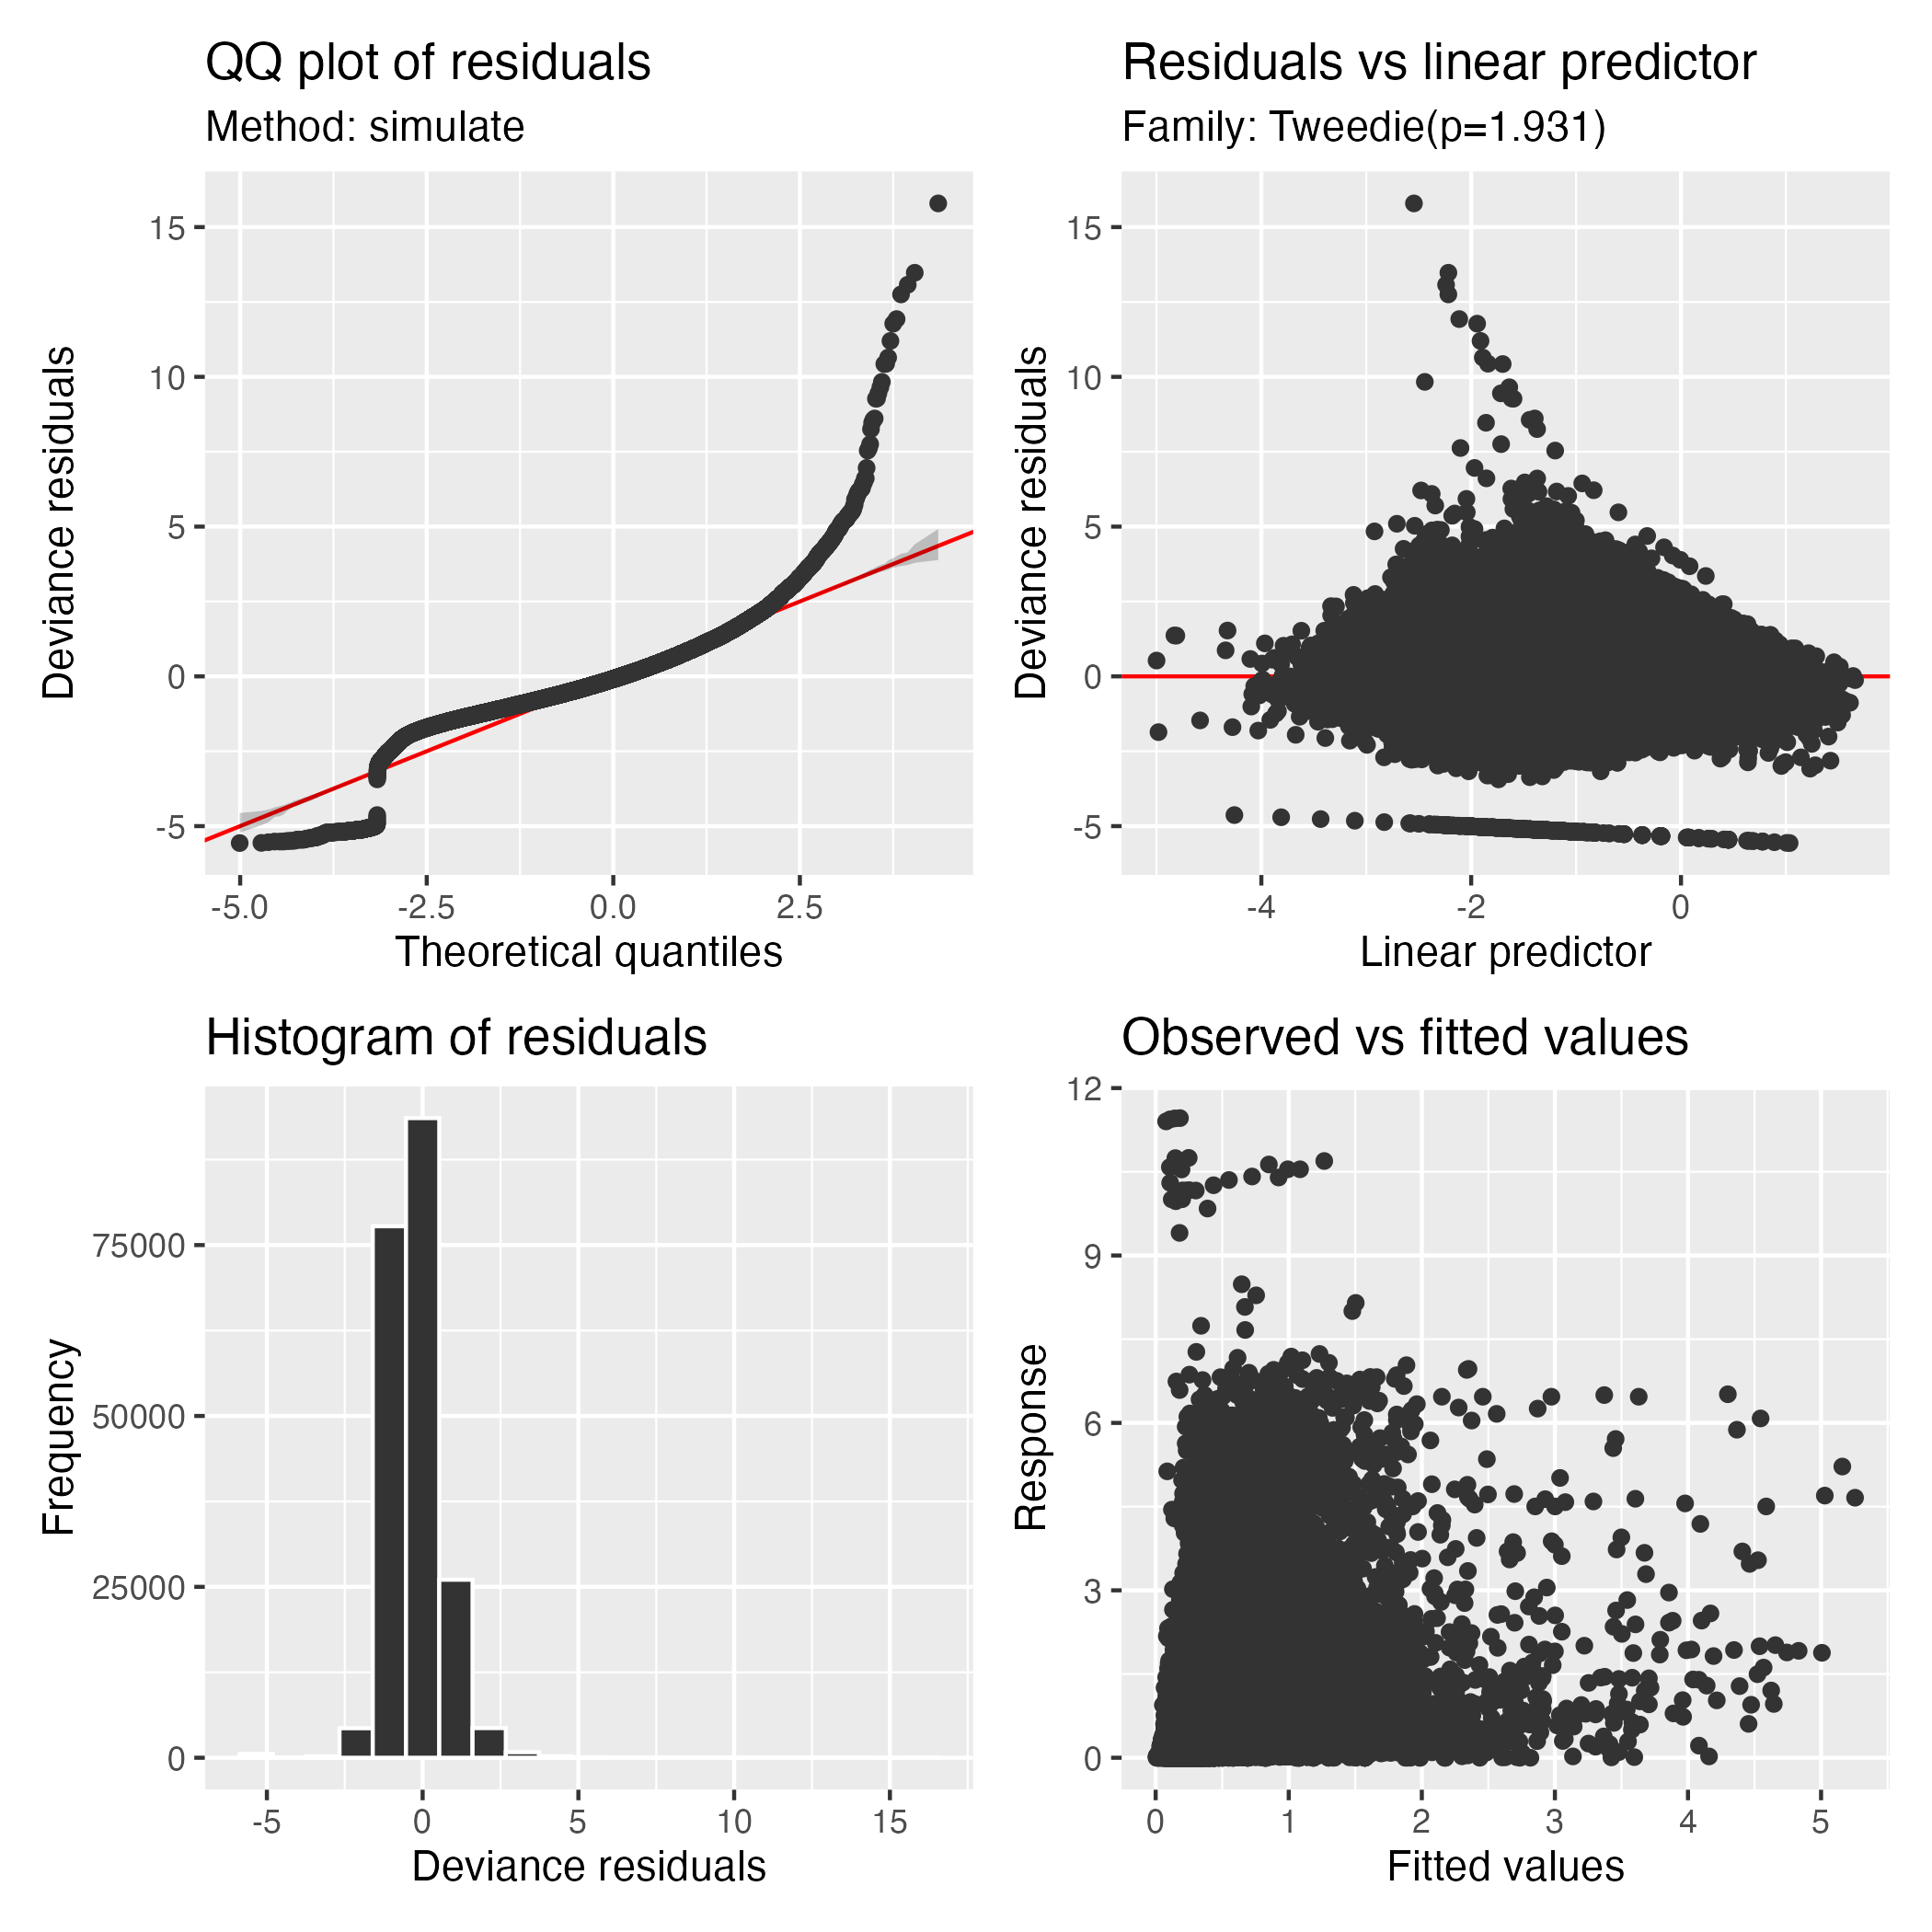 QQ plot of residuals
Method: simulate
15
10
5
0
-5
-5.0 -2.5 0.0 2.5
Deviance residuals
Theoretical quantiles
Residuals vs linear predictor
Family: Tweedie(p=1.931)
15
10
5
0
-5
-4 -2 0
Deviance residuals
Linear predictor
Histogram of residuals
75000
50000
25000
0
-5 0 5 10 15
Frequency
Deviance residuals
Observed vs fitted values
12
9
6
3
0
0 1 2 3 4 5
Response
Fitted values